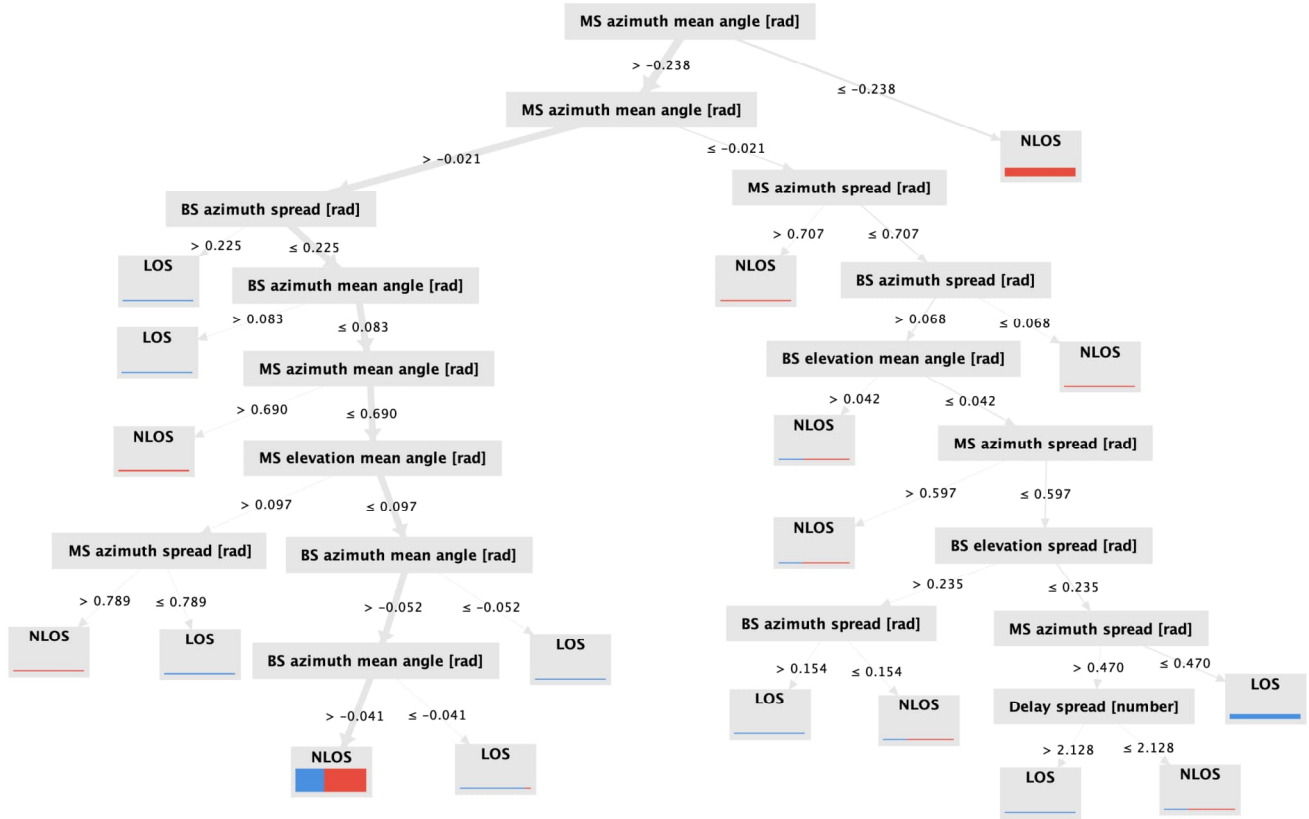 MS azimuth mean angle [rad]
> −0.238
≤ −0.238
MS azimuth mean angle [rad]
NLOS
> −0.021
≤ −0.021
MS azimuth spread [rad]
BS azimuth spread [rad]
> 0.225
≤ 0.225
> 0.707
≤ 0.707
LOS
NLOS
BS azimuth mean angle [rad]
BS azimuth spread [rad]
> 0.083
≤ 0.083
> 0.068
≤ 0.068
LOS
NLOS
MS azimuth mean angle [rad]
BS elevation mean angle [rad]
> 0.690
≤ 0.690
> 0.042
≤ 0.042
NLOS
NLOS
MS elevation mean angle [rad]
MS azimuth spread [rad]
> 0.097
≤ 0.097
> 0.597
≤ 0.597
NLOS
MS azimuth spread [rad]
BS azimuth mean angle [rad]
BS elevation spread [rad]
> 0.789
≤ 0.789
> −0.052
≤ −0.052
> 0.235
≤ 0.235
NLOS
LOS
LOS
BS azimuth spread [rad]
MS azimuth spread [rad]
BS azimuth mean angle [rad]
> 0.154
≤ 0.154
> 0.470
≤ 0.470
LOS
LOS
NLOS
Delay spread [number]
> −0.041
≤ −0.041
> 2.128
≤ 2.128
NLOS
LOS
LOS
NLOS